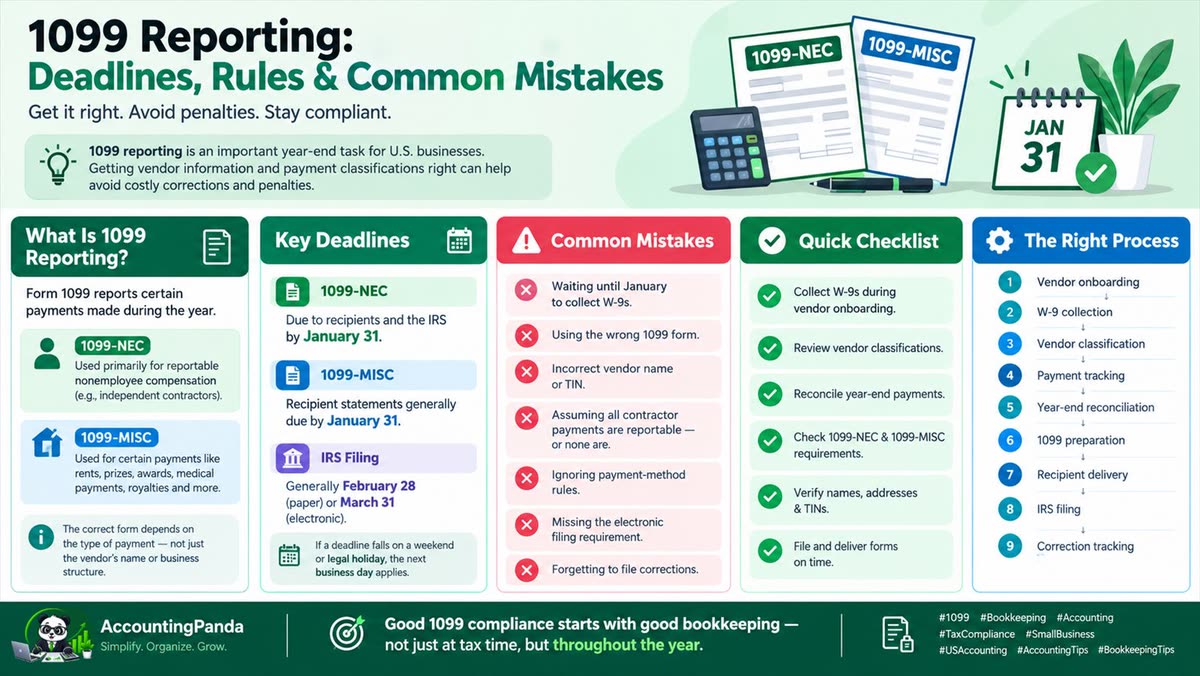 1099 Reporting:
Deadlines, Rules & Common Mistakes
Get it right. Avoid penalties. Stay compliant.
1099 reporting is an important year-end task for U.S. businesses.
Getting vendor information and payment classifications right can help
avoid costly corrections and penalties.
1099-NEC
1099-MISC
JAN
31
What Is 1099
Reporting?
Form 1099 reports certain
payments made during the year.
1099-NEC
Used primarily for reportable
nonemployee compensation
(e.g., independent contractors).
1099-MISC
Used for certain payments like
rents, prizes, awards, medical
payments, royalties and more.
The correct form depends on
the type of payment — not just
the vendor's name or business
structure.
Key Deadlines
1099-NEC
Due to recipients and the IRS
by January 31.
1099-MISC
Recipient statements generally
due by January 31.
IRS Filing
Generally February 28
(paper) or March 31
(electronic).
If a deadline falls on a weekend
or legal holiday, the next
business day applies.
Common Mistakes
Waiting until January
to collect W-9s.
Using the wrong 1099 form.
Incorrect vendor name
or TIN.
Assuming all contractor
payments are reportable —
or none are.
Ignoring payment-method
rules.
Missing the electronic
filing requirement.
Forgetting to file corrections.
Quick Checklist
Collect W-9s during
vendor onboarding.
Review vendor classifications.
Reconcile year-end payments.
Check 1099-NEC & 1099-MISC
requirements.
Verify names, addresses
& TINs.
File and deliver forms
on time.
The Right Process
1 Vendor onboarding
2 W-9 collection
3 Vendor classification
4 Payment tracking
5 Year-end reconciliation
6 1099 preparation
7 Recipient delivery
8 IRS filing
9 Correction tracking
AccountingPanda
Simplify. Organize. Grow.
Good 1099 compliance starts with good bookkeeping —
not just at tax time, but throughout the year.
#1099 #Bookkeeping #Accounting
#TaxCompliance #SmallBusiness
#USAccounting #AccountingTips #BookkeepingTips